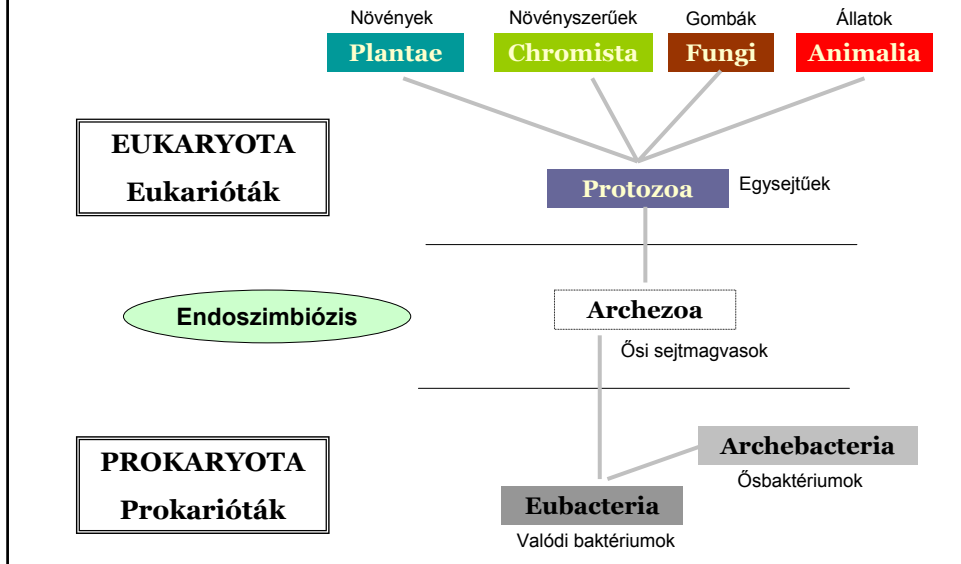 Növények
Növényszerűek
Gombák
Állatok
Plantae
Chromista
Fungi
Animalia
EUKARYOTA
Eukarióták
Protozoa
Egysejtűek
Endoszimbiózis
Archezoa
Ősi sejtmagvasok
PROKARYOTA
Prokarióták
Archebacteria
Ősbaktériumok
Eubacteria
Valódi baktériumok